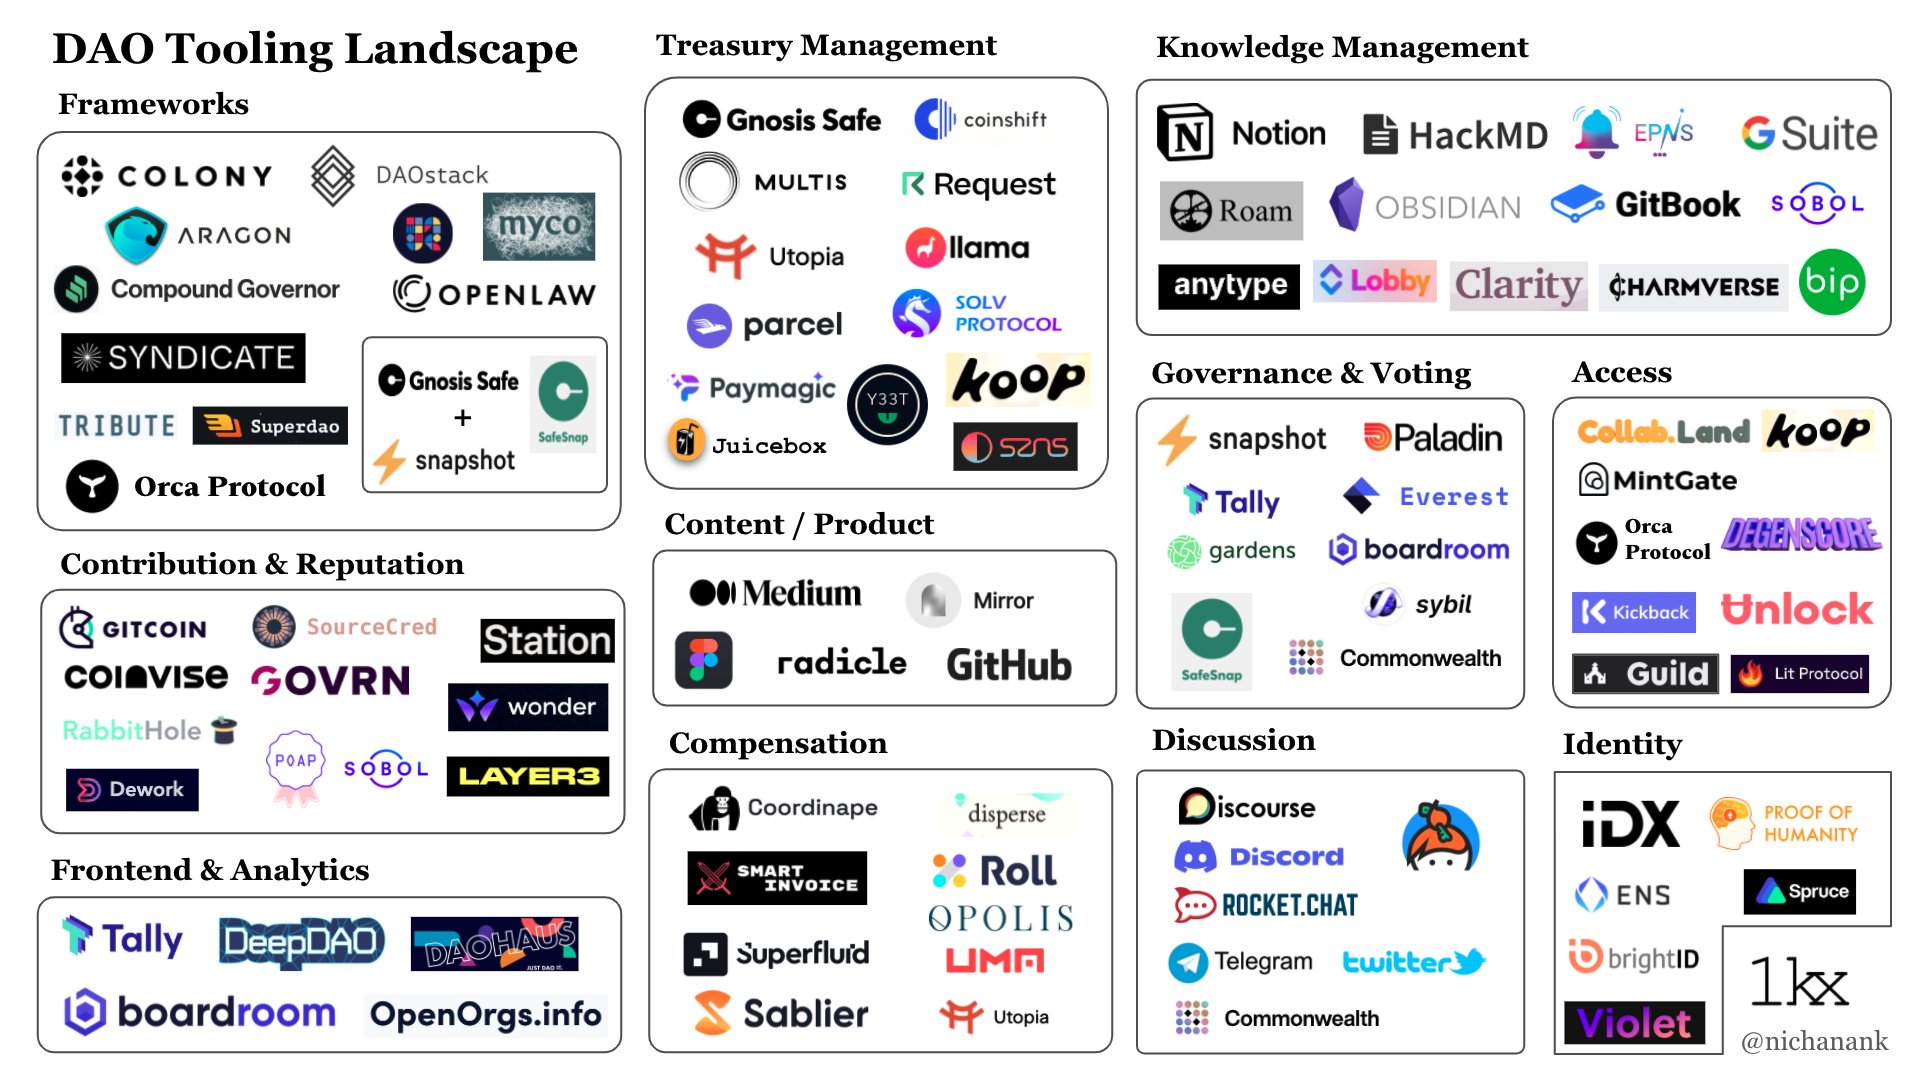 DAO Tooling Landscape
Frameworks
COLONY
DAOstack
ARAGON
myco
Compound Governor
OPENLAW
SYNDICATE
Gnosis Safe
+
snapshot
SafeSnap
TRIBUTE
Superdao
Orca Protocol
Contribution & Reputation
GITCOIN
SourceCred
Station
COINVISE
GOVRN
wonder
RabbitHole
POAP
SOBOL
Dework
LAYER3
Frontend & Analytics
Tally
DeepDAO
DAOHAUS
JUST DAO IT.
boardroom
OpenOrgs.info
Treasury Management
Gnosis Safe
coinshift
MULTIS
Request
Utopia
llama
parcel
SOLV
PROTOCOL
Paymagic
Y33T
koop
Juicebox
SZNS
Content / Product
Medium
Mirror
radicle
GitHub
Compensation
Coordinape
disperse
SMART
INVOICE
Roll
OPOLIS
Superfluid
UMA
Sablier
Utopia
Knowledge Management
Notion
HackMD
EPNS
G Suite
Roam
OBSIDIAN
GitBook
SOBOL
anytype
Lobby
Clarity
CHARMVERSE
bip
Governance & Voting
snapshot
Paladin
Tally
Everest
gardens
boardroom
SafeSnap
sybil
Commonwealth
Access
Collab.Land
koop
MintGate
Orca
Protocol
DEGENSCORE
Kickback
Unlock
Guild
Lit Protocol
Discussion
Discourse
Discord
ROCKET.CHAT
Telegram
twitter
Commonwealth
Identity
iDX
PROOF OF
HUMANITY
ENS
Spruce
brightID
Violet
1kx
@nichanank